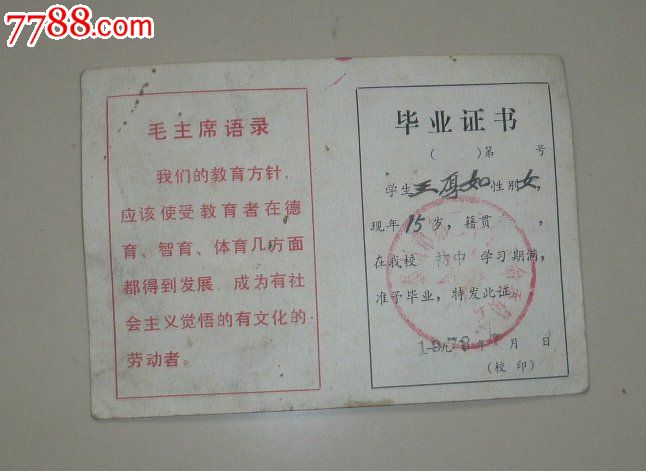 7788.com
毛主席语录
我们的教育方针,
应该使受教育者在德
育、智育、体育几方面
都得到发展,成为有社
会主义觉悟的有文化的
劳动者。
毕业证书
( )第 号
学生王厚如性别女,
现年15岁,籍贯 ,
在我校 初中 学习期满,
准予毕业,特发此证。
年7月 日
(校印)